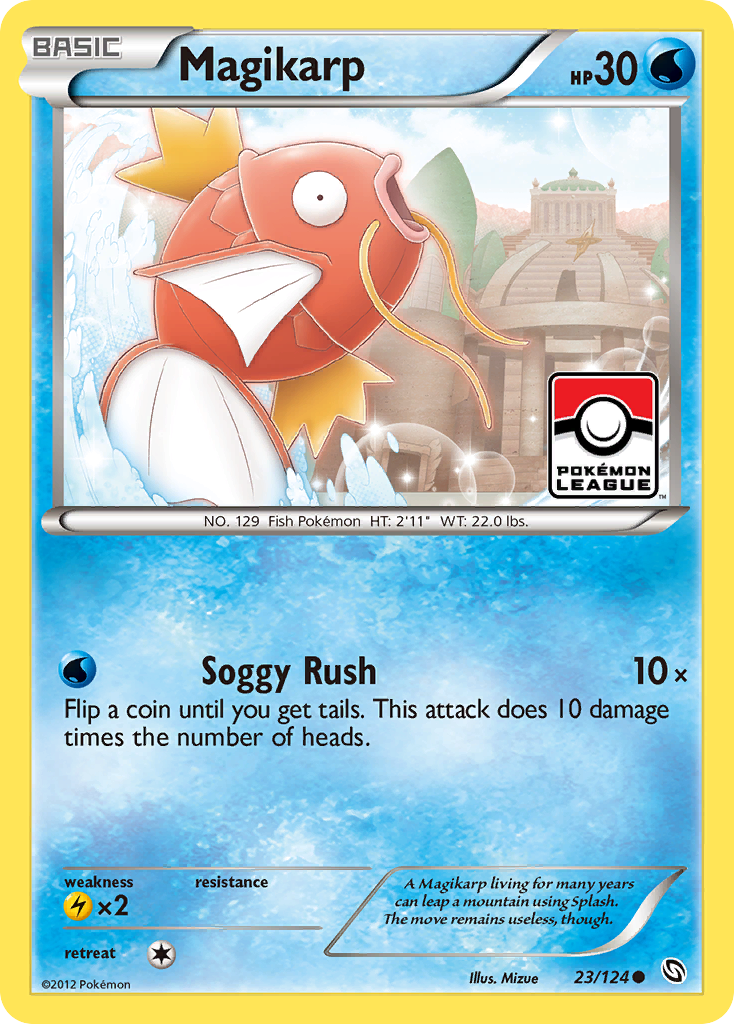 BASIC
Magikarp
HP30
POKÉMON
LEAGUE
™
NO. 129 Fish Pokémon HT: 2'11" WT: 22.0 lbs.
Soggy Rush 10×
Flip a coin until you get tails. This attack does 10 damage
times the number of heads.
weakness resistance
×2
A Magikarp living for many years
can leap a mountain using Splash.
The move remains useless, though.
retreat
©2012 Pokémon
Illus. Mizue 23/124